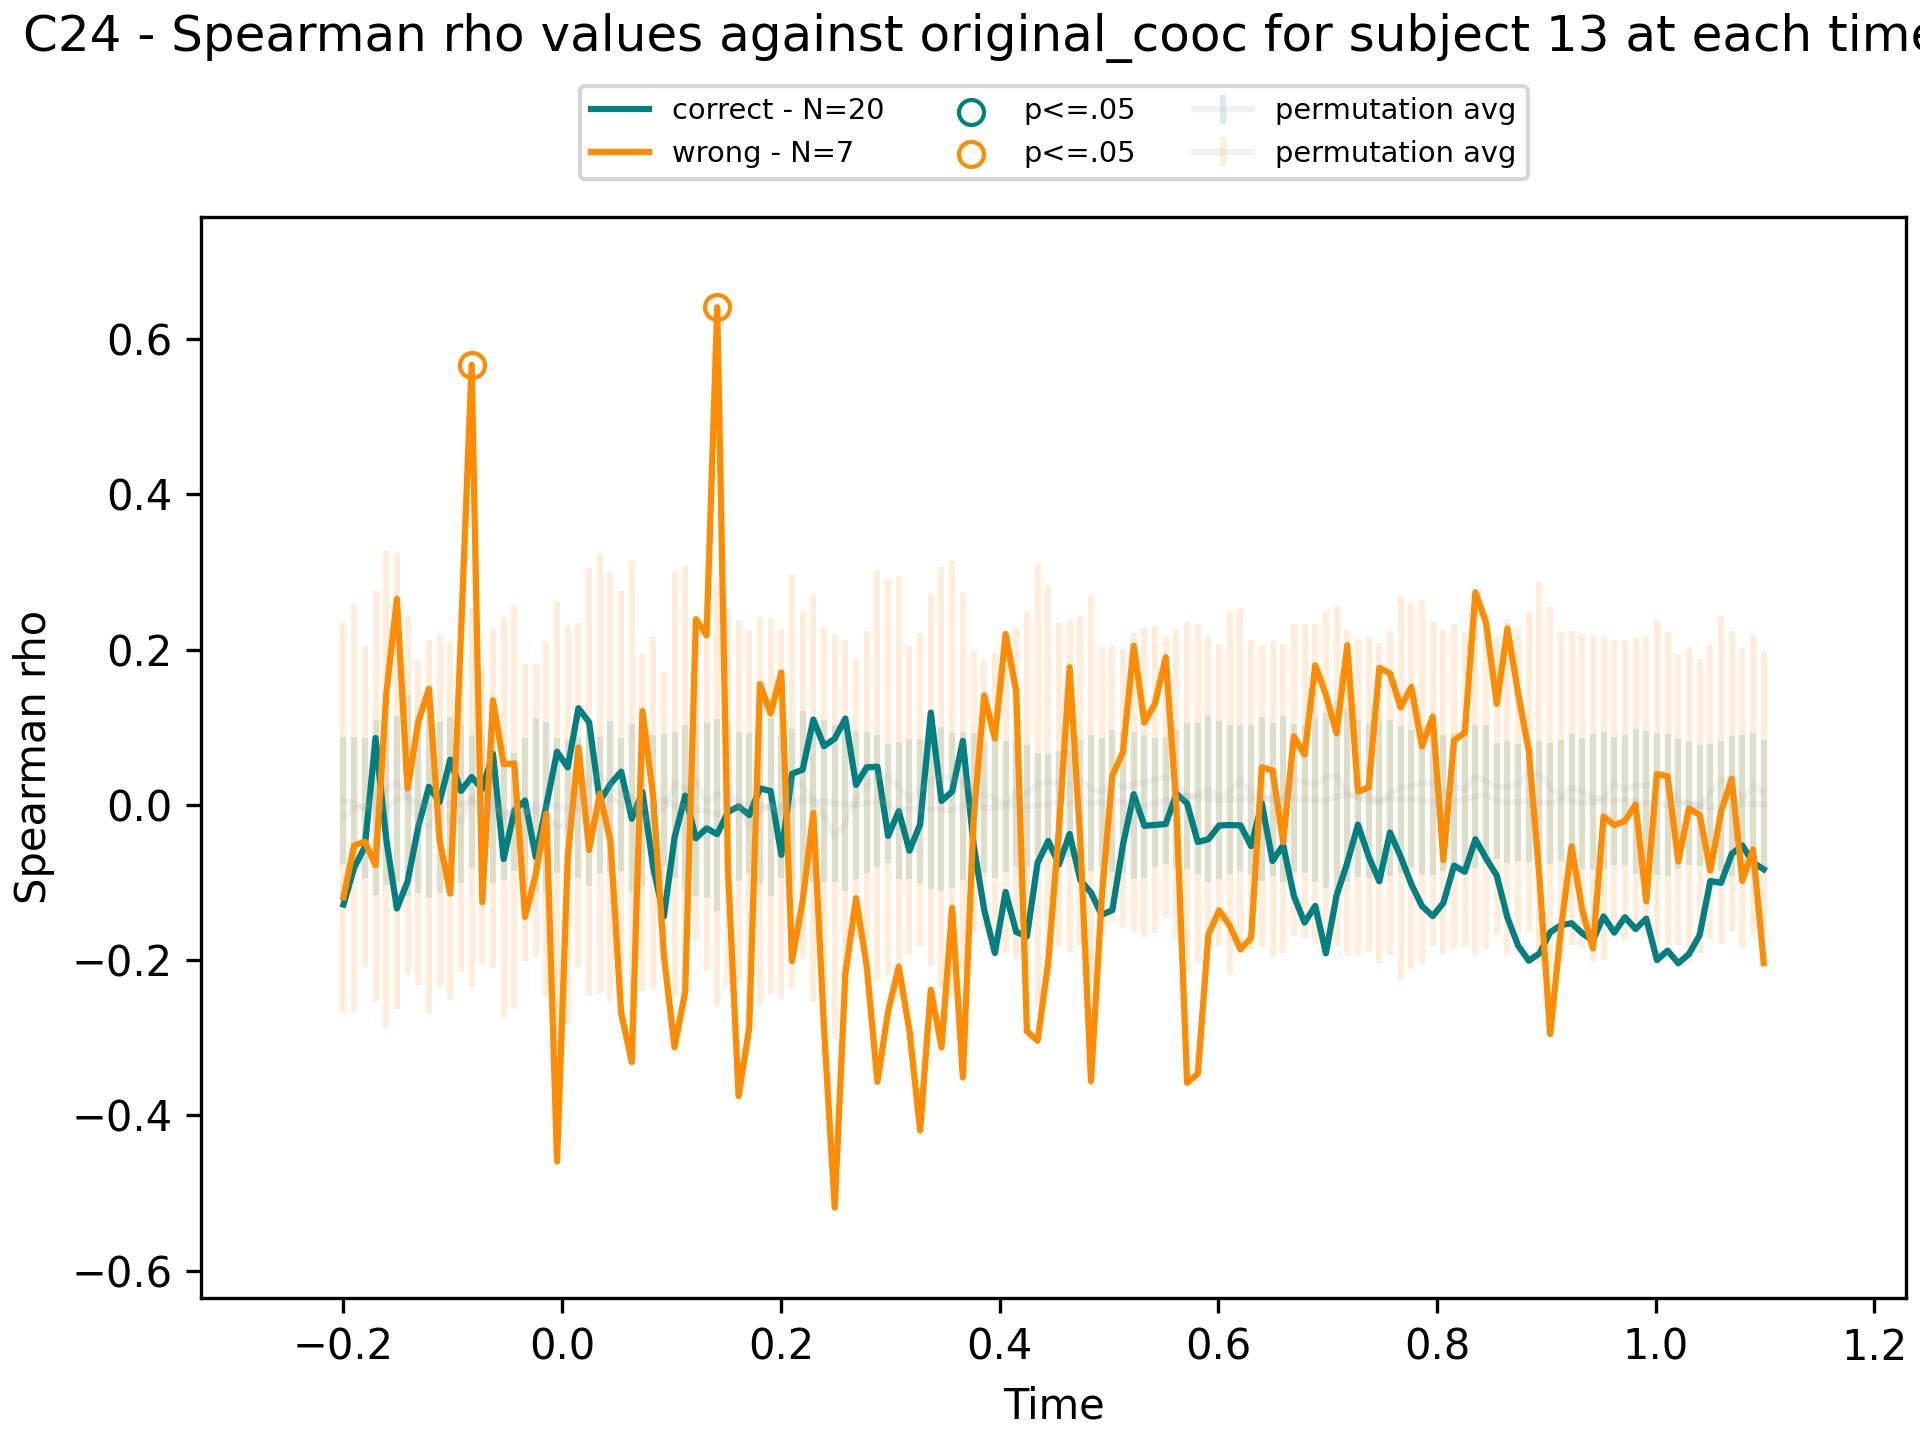 C24 - Spearman rho values against original_cooc for subject 13 at each time
correct - N=20
p<=.05
permutation avg
wrong - N=7
p<=.05
permutation avg
0.6
0.4
0.2
0.0
−0.2
−0.4
−0.6
Spearman rho
−0.2 0.0 0.2 0.4 0.6 0.8 1.0 1.2
Time